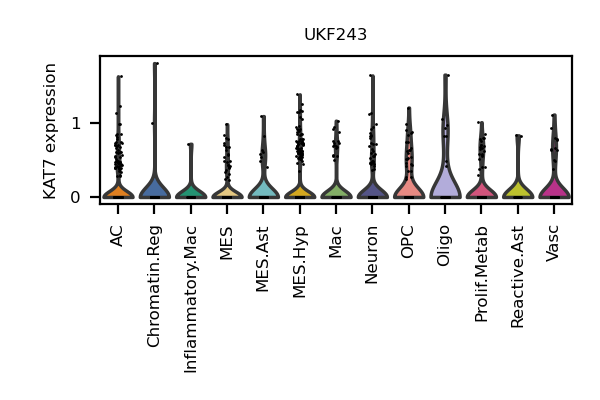 UKF243
KAT7 expression
1
0
AC
Chromatin.Reg
Inflammatory.Mac
MES
MES.Ast
MES.Hyp
Mac
Neuron
OPC
Oligo
Prolif.Metab
Reactive.Ast
Vasc